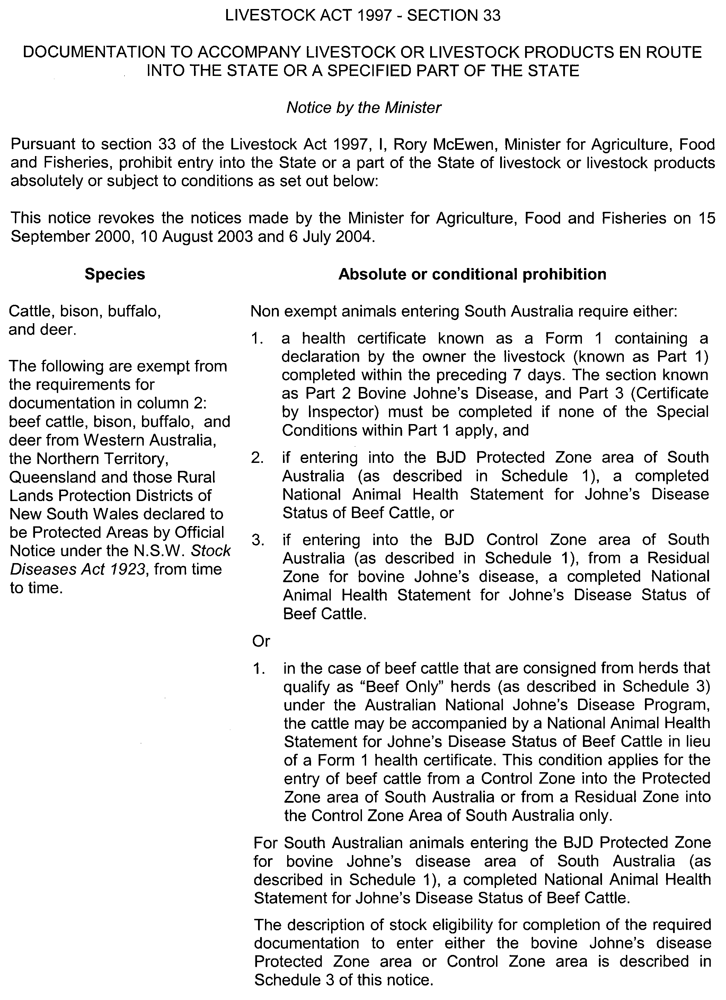 LIVESTOCK ACT 1997 - SECTION 33
DOCUMENTATION TO ACCOMPANY LIVESTOCK OR LIVESTOCK PRODUCTS EN ROUTE
INTO THE STATE OR A SPECIFIED PART OF THE STATE
Notice by the Minister
Pursuant to section 33 of the Livestock Act 1997, I, Rory McEwen, Minister for Agriculture, Food
and Fisheries, prohibit entry into the State or a part of the State of livestock or livestock products
absolutely or subject to conditions as set out below:
This notice revokes the notices made by the Minister for Agriculture, Food and Fisheries on 15
September 2000, 10 August 2003 and 6 July 2004.
Species
Cattle, bison, buffalo,
and deer.
The following are exempt from
the requirements for
documentation in column 2:
beef cattle, bison, buffalo, and
deer from Western Australia,
the Northern Territory,
Queensland and those Rural
Lands Protection Districts of
New South Wales declared to
be Protected Areas by Official
Notice under the N.S.W. Stock
Diseases Act 1923, from time
to time.
Absolute or conditional prohibition
Non exempt animals entering South Australia require either:
1. a health certificate known as a Form 1 containing a
declaration by the owner the livestock (known as Part 1)
completed within the preceding 7 days. The section known
as Part 2 Bovine Johne's Disease, and Part 3 (Certificate
by Inspector) must be completed if none of the Special
Conditions within Part 1 apply, and
2. if entering into the BJD Protected Zone area of South
Australia (as described in Schedule 1), a completed
National Animal Health Statement for Johne's Disease
Status of Beef Cattle, or
3. if entering into the BJD Control Zone area of South
Australia (as described in Schedule 1), from a Residual
Zone for bovine Johne's disease, a completed National
Animal Health Statement for Johne's Disease Status of
Beef Cattle.
Or
1. in the case of beef cattle that are consigned from herds that
qualify as “Beef Only” herds (as described in Schedule 3)
under the Australian National Johne's Disease Program,
the cattle may be accompanied by a National Animal Health
Statement for Johne's Disease Status of Beef Cattle in lieu
of a Form 1 health certificate. This condition applies for the
entry of beef cattle from a Control Zone into the Protected
Zone area of South Australia or from a Residual Zone into
the Control Zone Area of South Australia only.
For South Australian animals entering the BJD Protected Zone
for bovine Johne's disease area of South Australia (as
described in Schedule 1), a completed National Animal Health
Statement for Johne's Disease Status of Beef Cattle.
The description of stock eligibility for completion of the required
documentation to enter either the bovine Johne's disease
Protected Zone area or Control Zone area is described in
Schedule 3 of this notice.